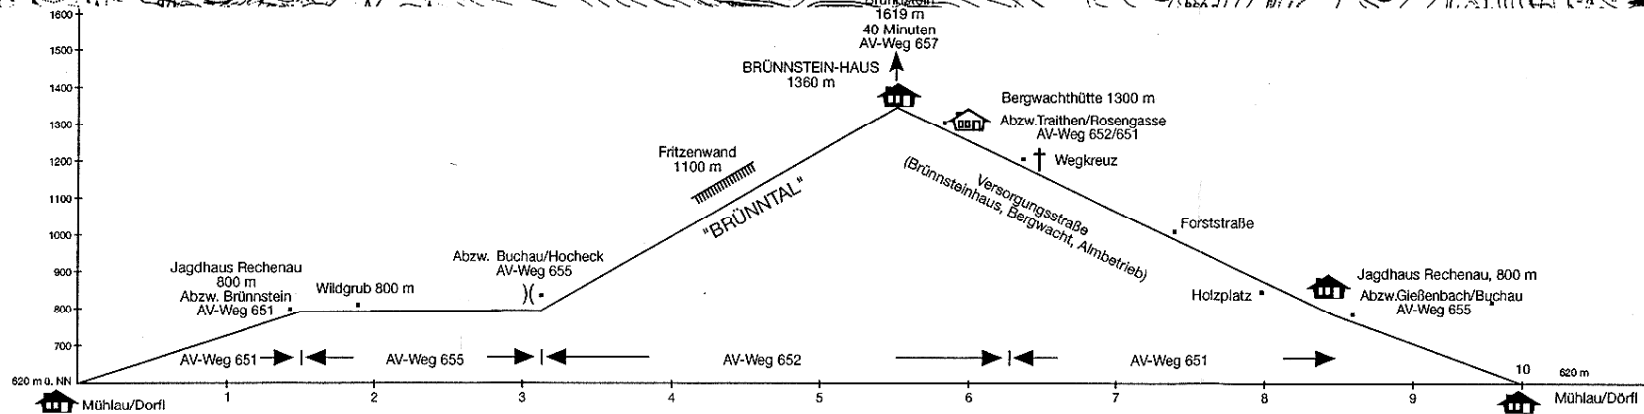 1619 m
40 Minuten
AV-Weg 657
BRÜNNSTEIN-HAUS
1360 m
Bergwachthütte 1300 m
Abzw.Traithen/Rosengasse
AV-Weg 652/651
Wegkreuz
Fritzenwand
1100 m
"BRÜNNTAL"
Versorgungsstraße
(Brünnsteinhaus, Bergwacht, Almbetrieb)
Forststraße
Abzw. Buchau/Hocheck
AV-Weg 655
Jagdhaus Rechenau
800 m
Abzw. Brünnstein
AV-Weg 651
Wildgrub 800 m
Holzplatz
Jagdhaus Rechenau, 800 m
Abzw.Gießenbach/Buchau
AV-Weg 655
1600
1500
1400
1300
1200
1100
1000
900
800
700
620 m ü. NN
AV-Weg 651
AV-Weg 655
AV-Weg 652
AV-Weg 651
1
2
3
4
5
6
7
8
9
10
620 m
Mühlau/Dörfl
Mühlau/Dörfl